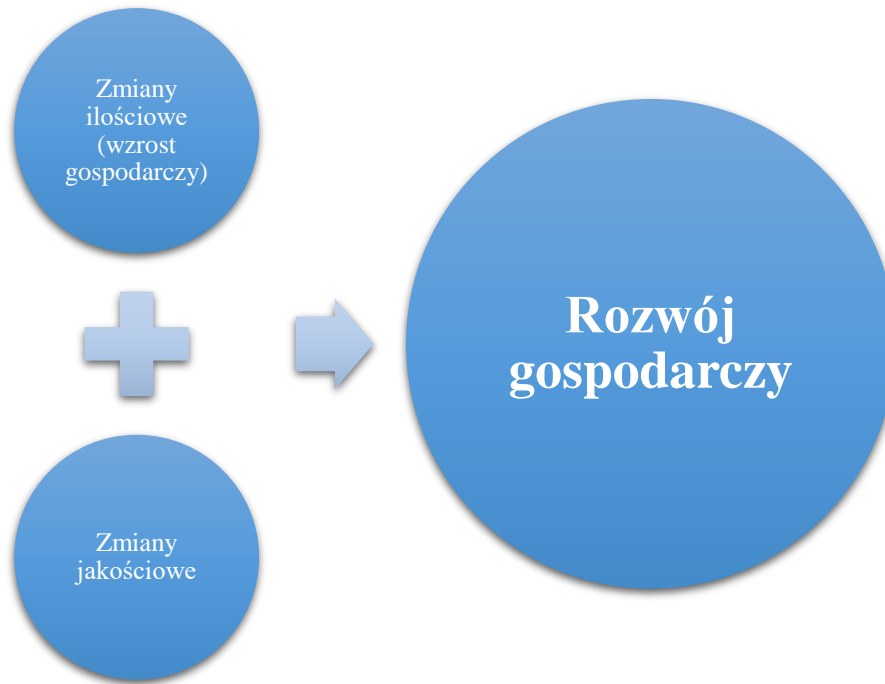 Zmiany
ilościowe
(wzrost
gospodarczy)
Rozwój
gospodarczy
Zmiany
jakościowe